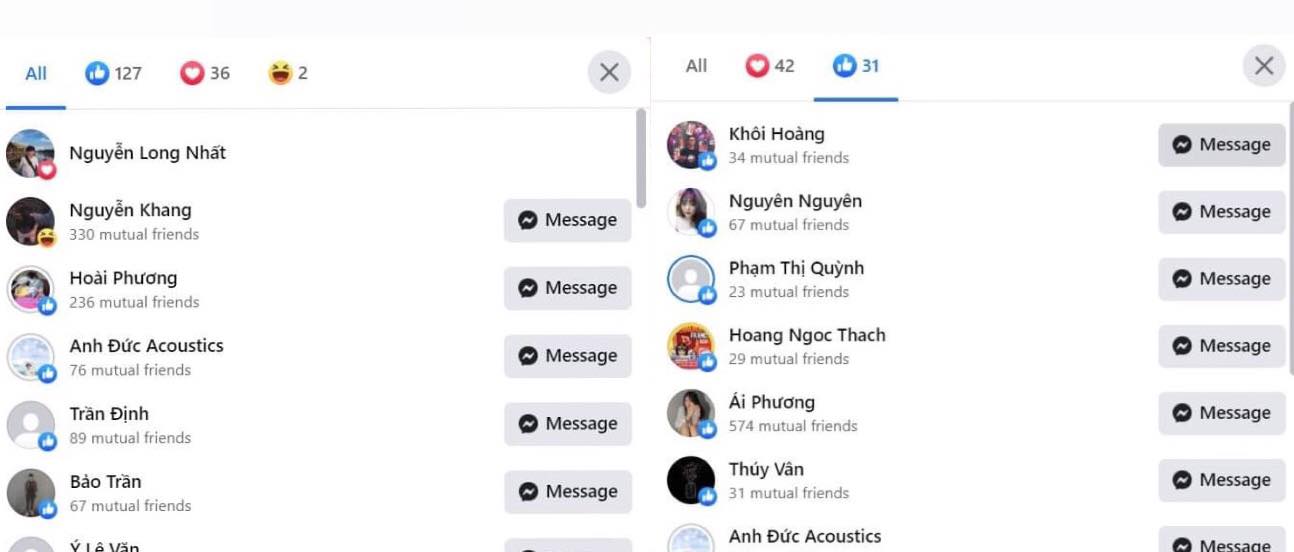 All 127 36 2
Nguyễn Long Nhất
Nguyễn Khang
330 mutual friends
Message
Hoài Phương
236 mutual friends
Message
Anh Đức Acoustics
76 mutual friends
Message
Trần Định
89 mutual friends
Message
Bảo Trần
67 mutual friends
Message
Ý Lê Văn
All 42 31
Khôi Hoàng
34 mutual friends
Message
Nguyên Nguyên
67 mutual friends
Message
Phạm Thị Quỳnh
23 mutual friends
Message
Hoang Ngoc Thach
29 mutual friends
Message
Ái Phương
574 mutual friends
Message
Thúy Vân
31 mutual friends
Message
Anh Đức Acoustics
Message